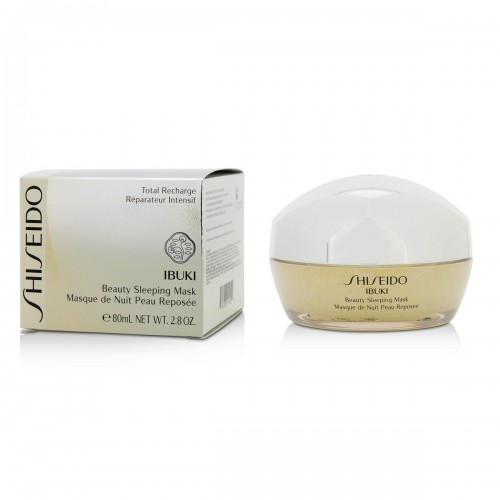 SHISEIDO
Total Recharge
Réparateur Intensif
IBUKI
Beauty Sleeping Mask
Masque de Nuit Peau Reposée
e 80mL NET WT. 2.8 OZ.
SHISEIDO
IBUKI
Beauty Sleeping Mask
Masque de Nuit Peau Reposée